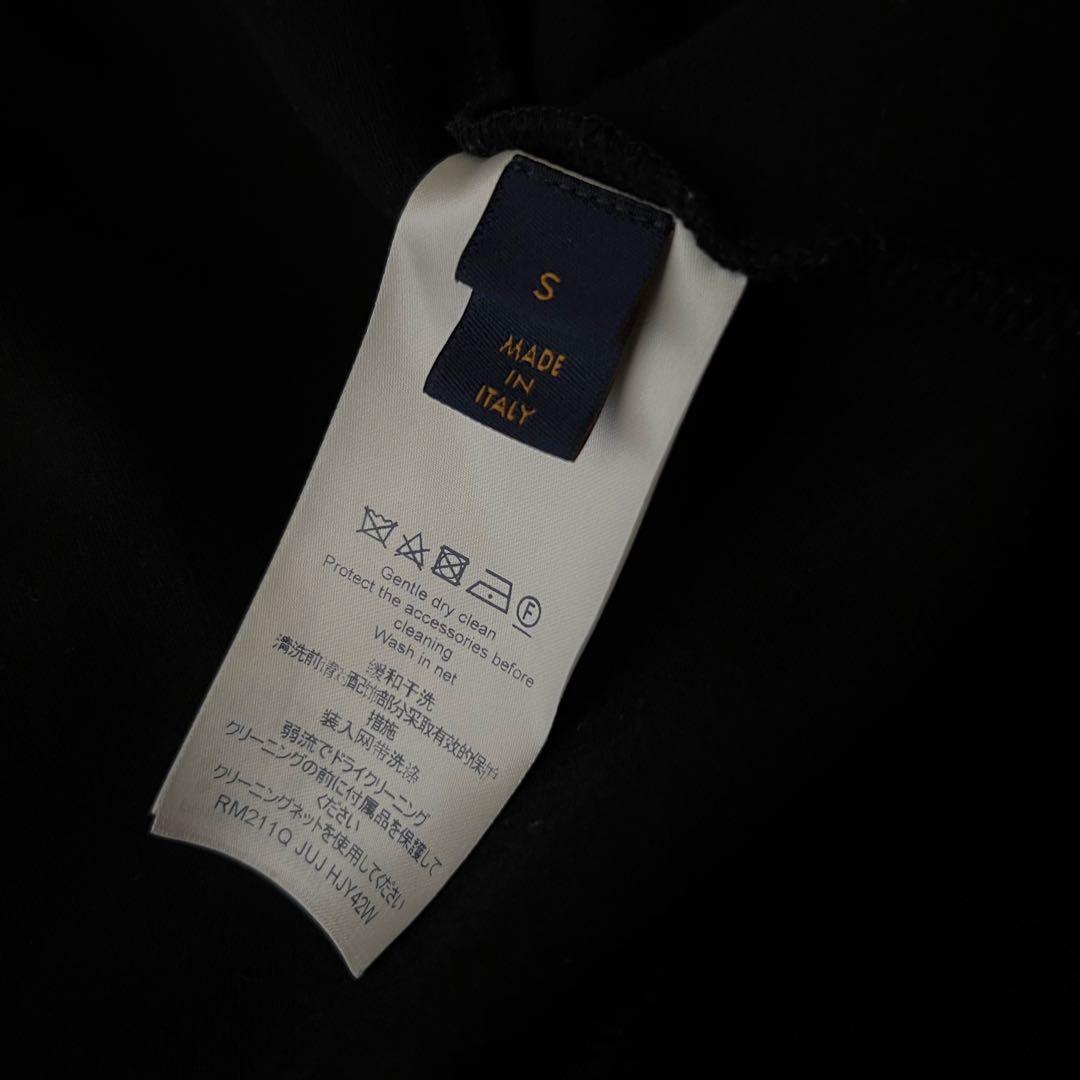 S
MADE
IN
ITALY
F
Gentle dry clean
Protect the accessories before
cleaning
Wash in net
缓和干洗
清洗前请对配饰部分采取有效的保护
措施
装入网带洗涤
弱流でドライクリーニング
クリーニングの前に付属品を保護して
ください
クリーニングネットを使用してください
RM211Q JUJ HJY42W